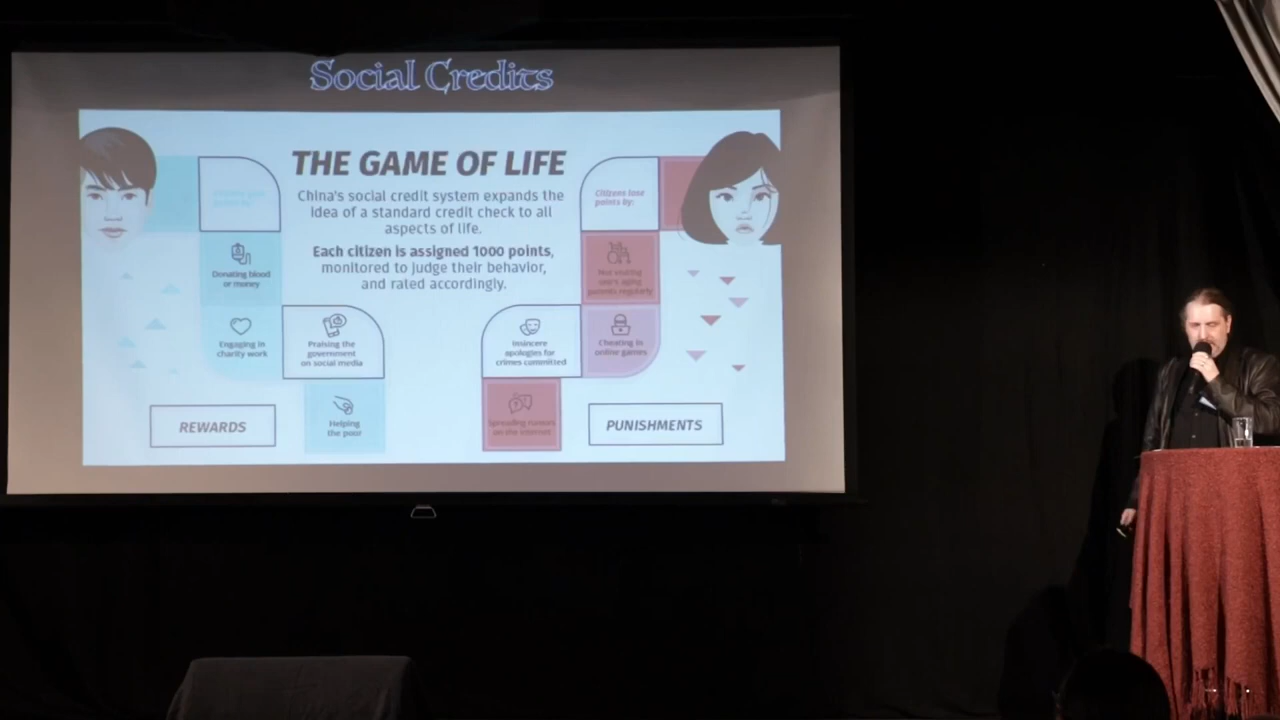 Social Credits
THE GAME OF LIFE
China's social credit system expands the
idea of a standard credit check to all
aspects of life.
Each citizen is assigned 1000 points,
monitored to judge their behavior,
and rated accordingly.
Donating blood
or money
Engaging in
charity work
Praising the
government
on social media
Helping
the poor
REWARDS
Citizens lose
points by:
Not visiting
one's aging
parents regularly
Cheating in
online games
Insincere
apologies for
crimes committed
Spreading rumors
on the internet
PUNISHMENTS